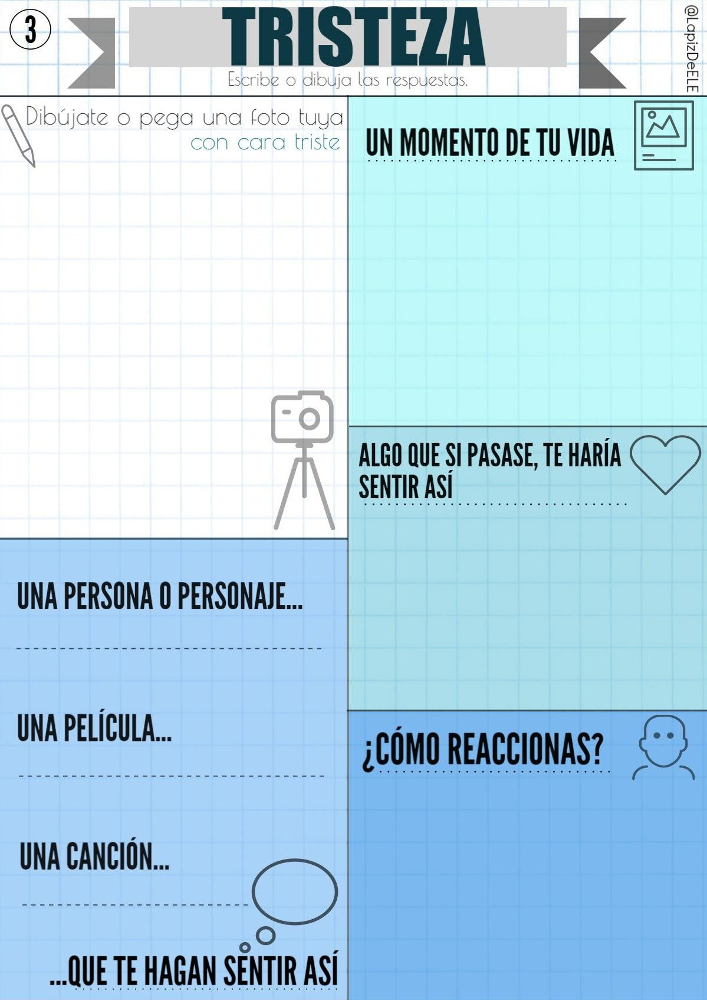 3
TRISTEZA
@LapizDeELE
Escribe o dibuja las respuestas.
Dibújate o pega una foto tuya
con cara triste
UN MOMENTO DE TU VIDA
ALGO QUE SI PASASE, TE HARÍA
SENTIR ASÍ
UNA PERSONA O PERSONAJE...
UNA PELÍCULA...
UNA CANCIÓN...
...QUE TE HAGAN SENTIR ASÍ
¿CÓMO REACCIONAS?